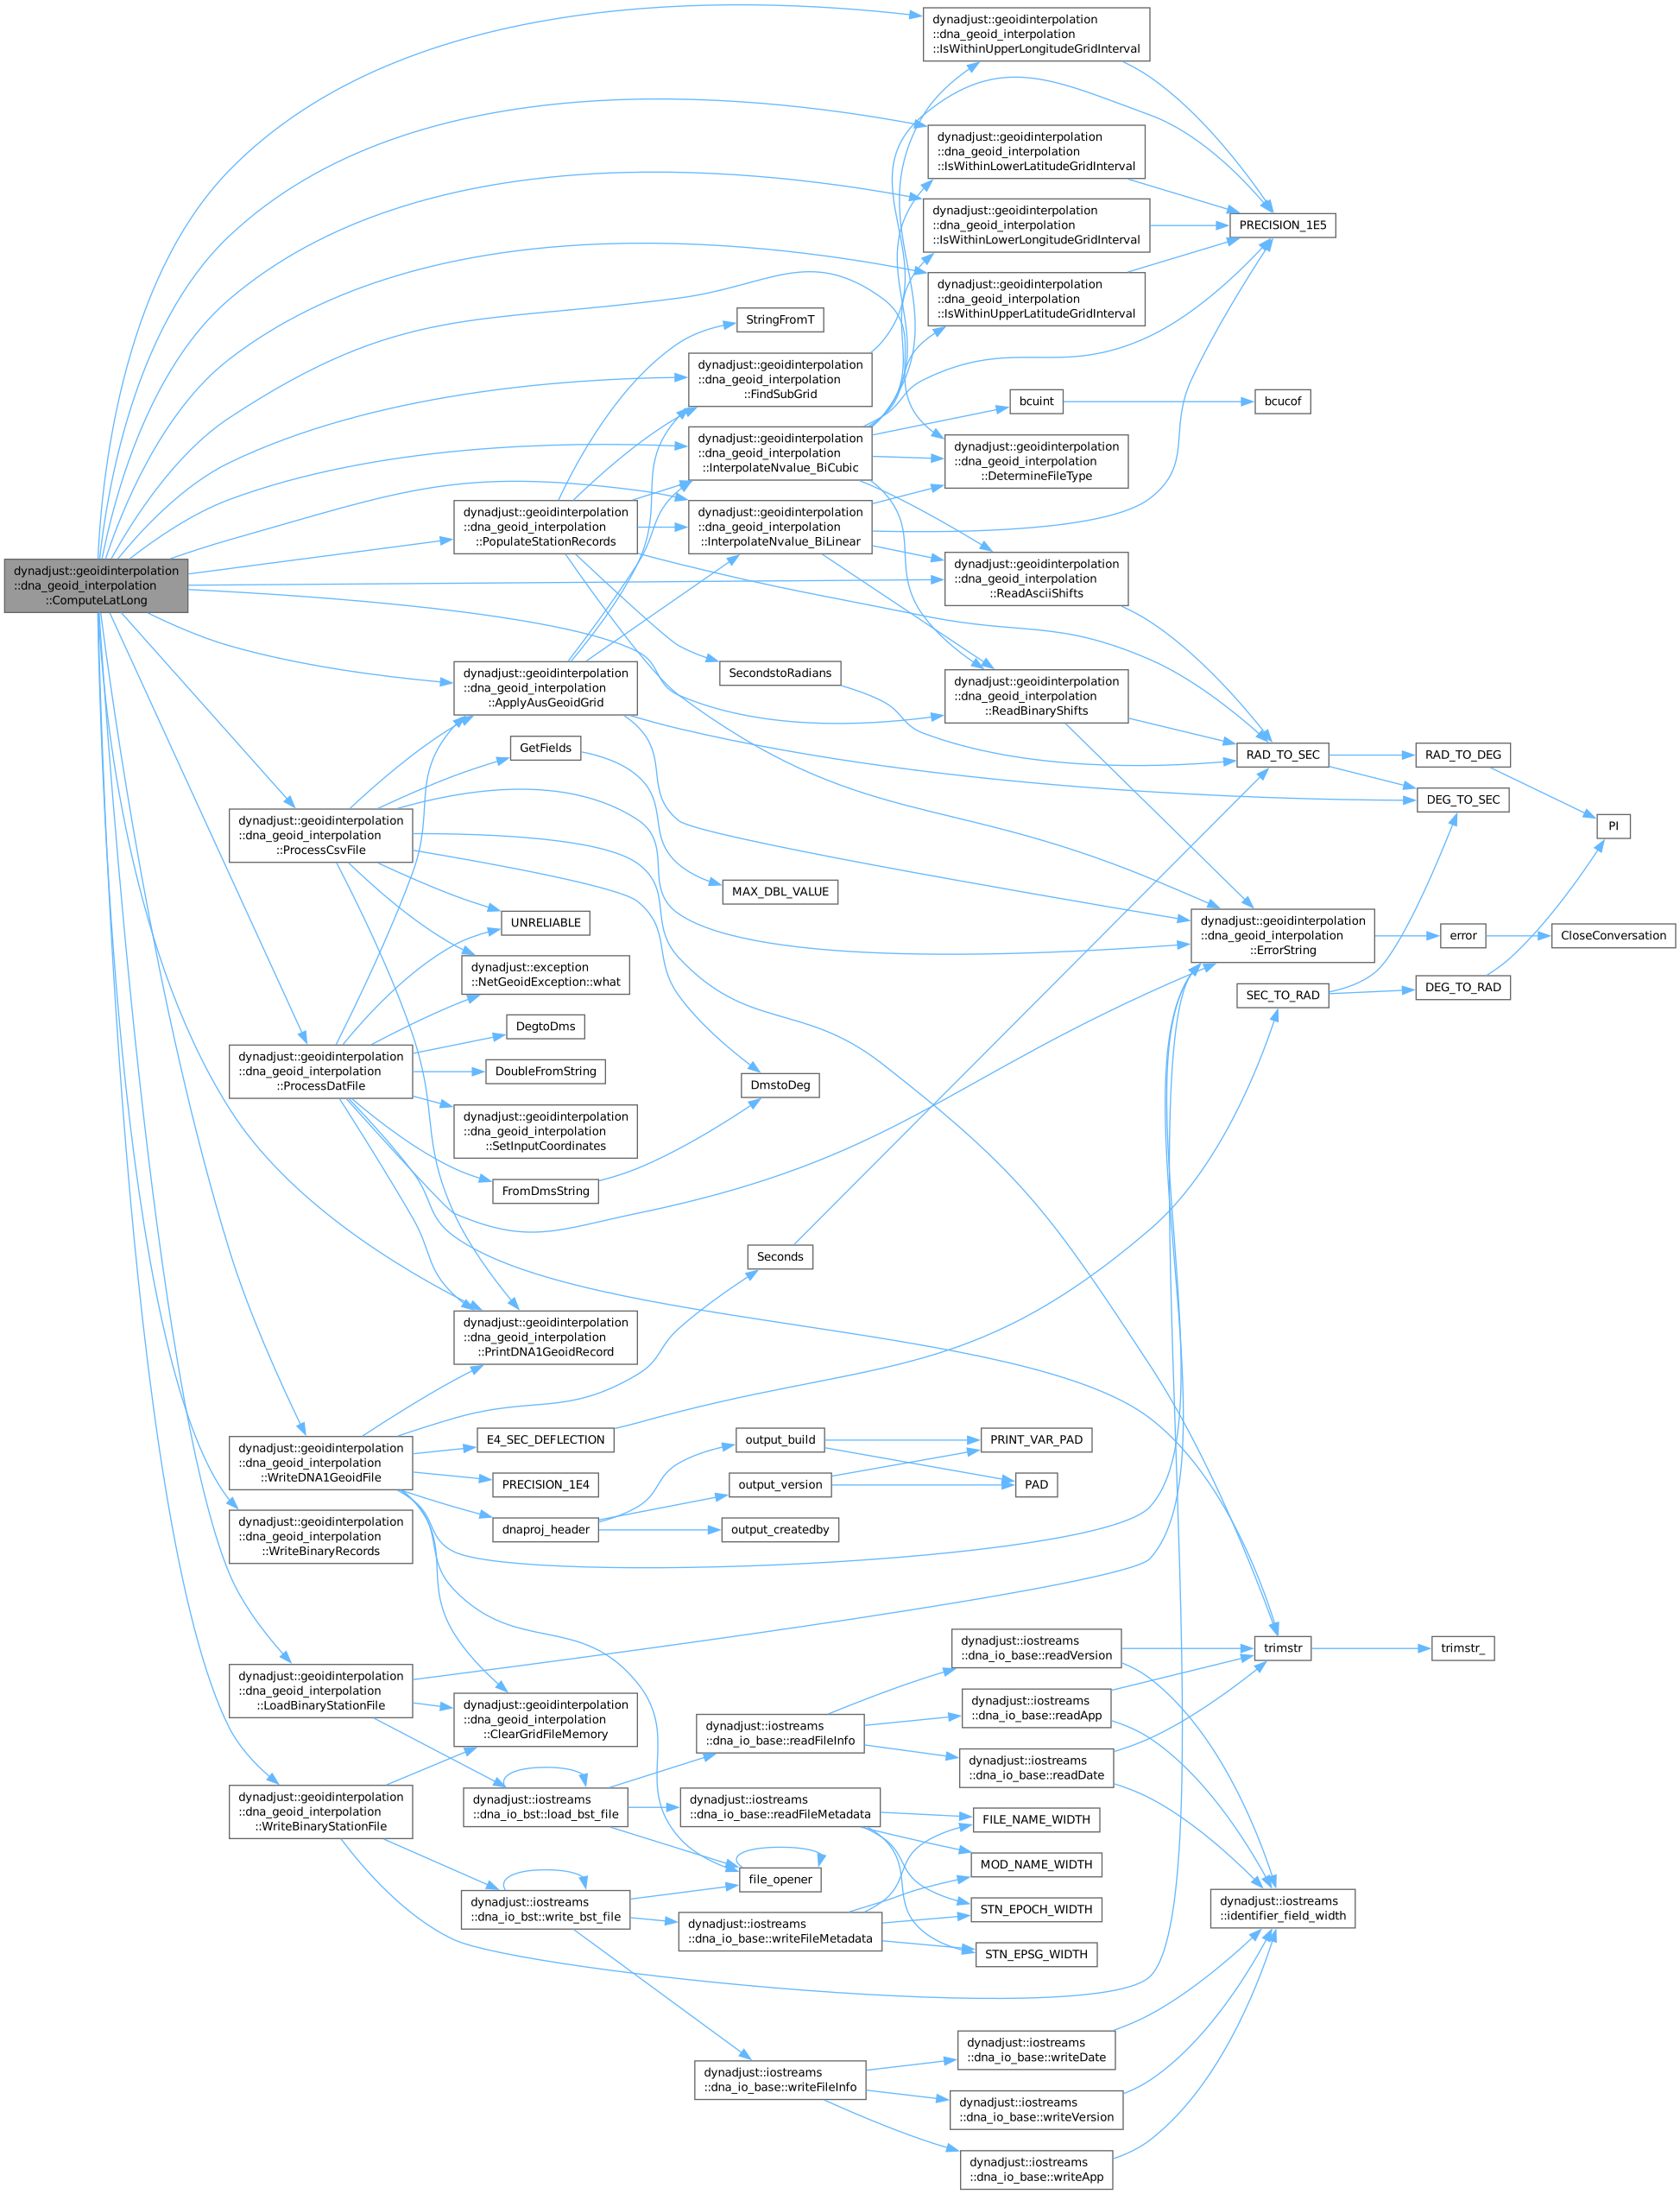 dynadjust::geoidinterpolation
::dna_geoid_interpolation
::IsWithinUpperLongitudeGridInterval
dynadjust::geoidinterpolation
::dna_geoid_interpolation
::IsWithinLowerLatitudeGridInterval
dynadjust::geoidinterpolation
::dna_geoid_interpolation
::IsWithinLowerLongitudeGridInterval
PRECISION_1E5
dynadjust::geoidinterpolation
::dna_geoid_interpolation
::IsWithinUpperLatitudeGridInterval
StringFromT
dynadjust::geoidinterpolation
::dna_geoid_interpolation
::FindSubGrid
bcuint
bcucof
dynadjust::geoidinterpolation
::dna_geoid_interpolation
::InterpolateNvalue_BiCubic
dynadjust::geoidinterpolation
::dna_geoid_interpolation
::DetermineFileType
dynadjust::geoidinterpolation
::dna_geoid_interpolation
::PopulateStationRecords
dynadjust::geoidinterpolation
::dna_geoid_interpolation
::InterpolateNvalue_BiLinear
dynadjust::geoidinterpolation
::dna_geoid_interpolation
::ComputeLatLong
dynadjust::geoidinterpolation
::dna_geoid_interpolation
::ReadAsciiShifts
dynadjust::geoidinterpolation
::dna_geoid_interpolation
::ApplyAusGeoidGrid
SecondstoRadians
dynadjust::geoidinterpolation
::dna_geoid_interpolation
::ReadBinaryShifts
GetFields
RAD_TO_SEC
RAD_TO_DEG
DEG_TO_SEC
PI
dynadjust::geoidinterpolation
::dna_geoid_interpolation
::ProcessCsvFile
MAX_DBL_VALUE
UNRELIABLE
dynadjust::geoidinterpolation
::dna_geoid_interpolation
::ErrorString
error
CloseConversation
dynadjust::exception
::NetGeoidException::what
SEC_TO_RAD
DEG_TO_RAD
DegtoDms
dynadjust::geoidinterpolation
::dna_geoid_interpolation
::ProcessDatFile
DoubleFromString
DmstoDeg
dynadjust::geoidinterpolation
::dna_geoid_interpolation
::SetInputCoordinates
FromDmsString
Seconds
dynadjust::geoidinterpolation
::dna_geoid_interpolation
::PrintDNA1GeoidRecord
dynadjust::geoidinterpolation
::dna_geoid_interpolation
::WriteDNA1GeoidFile
E4_SEC_DEFLECTION
output_build
PRINT_VAR_PAD
PRECISION_1E4
output_version
PAD
dnaproj_header
output_createdby
dynadjust::geoidinterpolation
::dna_geoid_interpolation
::WriteBinaryRecords
dynadjust::iostreams
::dna_io_base::readVersion
trimstr
trimstr_
dynadjust::geoidinterpolation
::dna_geoid_interpolation
::LoadBinaryStationFile
dynadjust::geoidinterpolation
::dna_geoid_interpolation
::ClearGridFileMemory
dynadjust::iostreams
::dna_io_base::readApp
dynadjust::iostreams
::dna_io_base::readFileInfo
dynadjust::iostreams
::dna_io_base::readDate
dynadjust::geoidinterpolation
::dna_geoid_interpolation
::WriteBinaryStationFile
dynadjust::iostreams
::dna_io_bst::load_bst_file
dynadjust::iostreams
::dna_io_base::readFileMetadata
FILE_NAME_WIDTH
MOD_NAME_WIDTH
file_opener
dynadjust::iostreams
::dna_io_bst::write_bst_file
STN_EPOCH_WIDTH
dynadjust::iostreams
::identifier_field_width
dynadjust::iostreams
::dna_io_base::writeFileMetadata
STN_EPSG_WIDTH
dynadjust::iostreams
::dna_io_base::writeDate
dynadjust::iostreams
::dna_io_base::writeFileInfo
dynadjust::iostreams
::dna_io_base::writeVersion
dynadjust::iostreams
::dna_io_base::writeApp